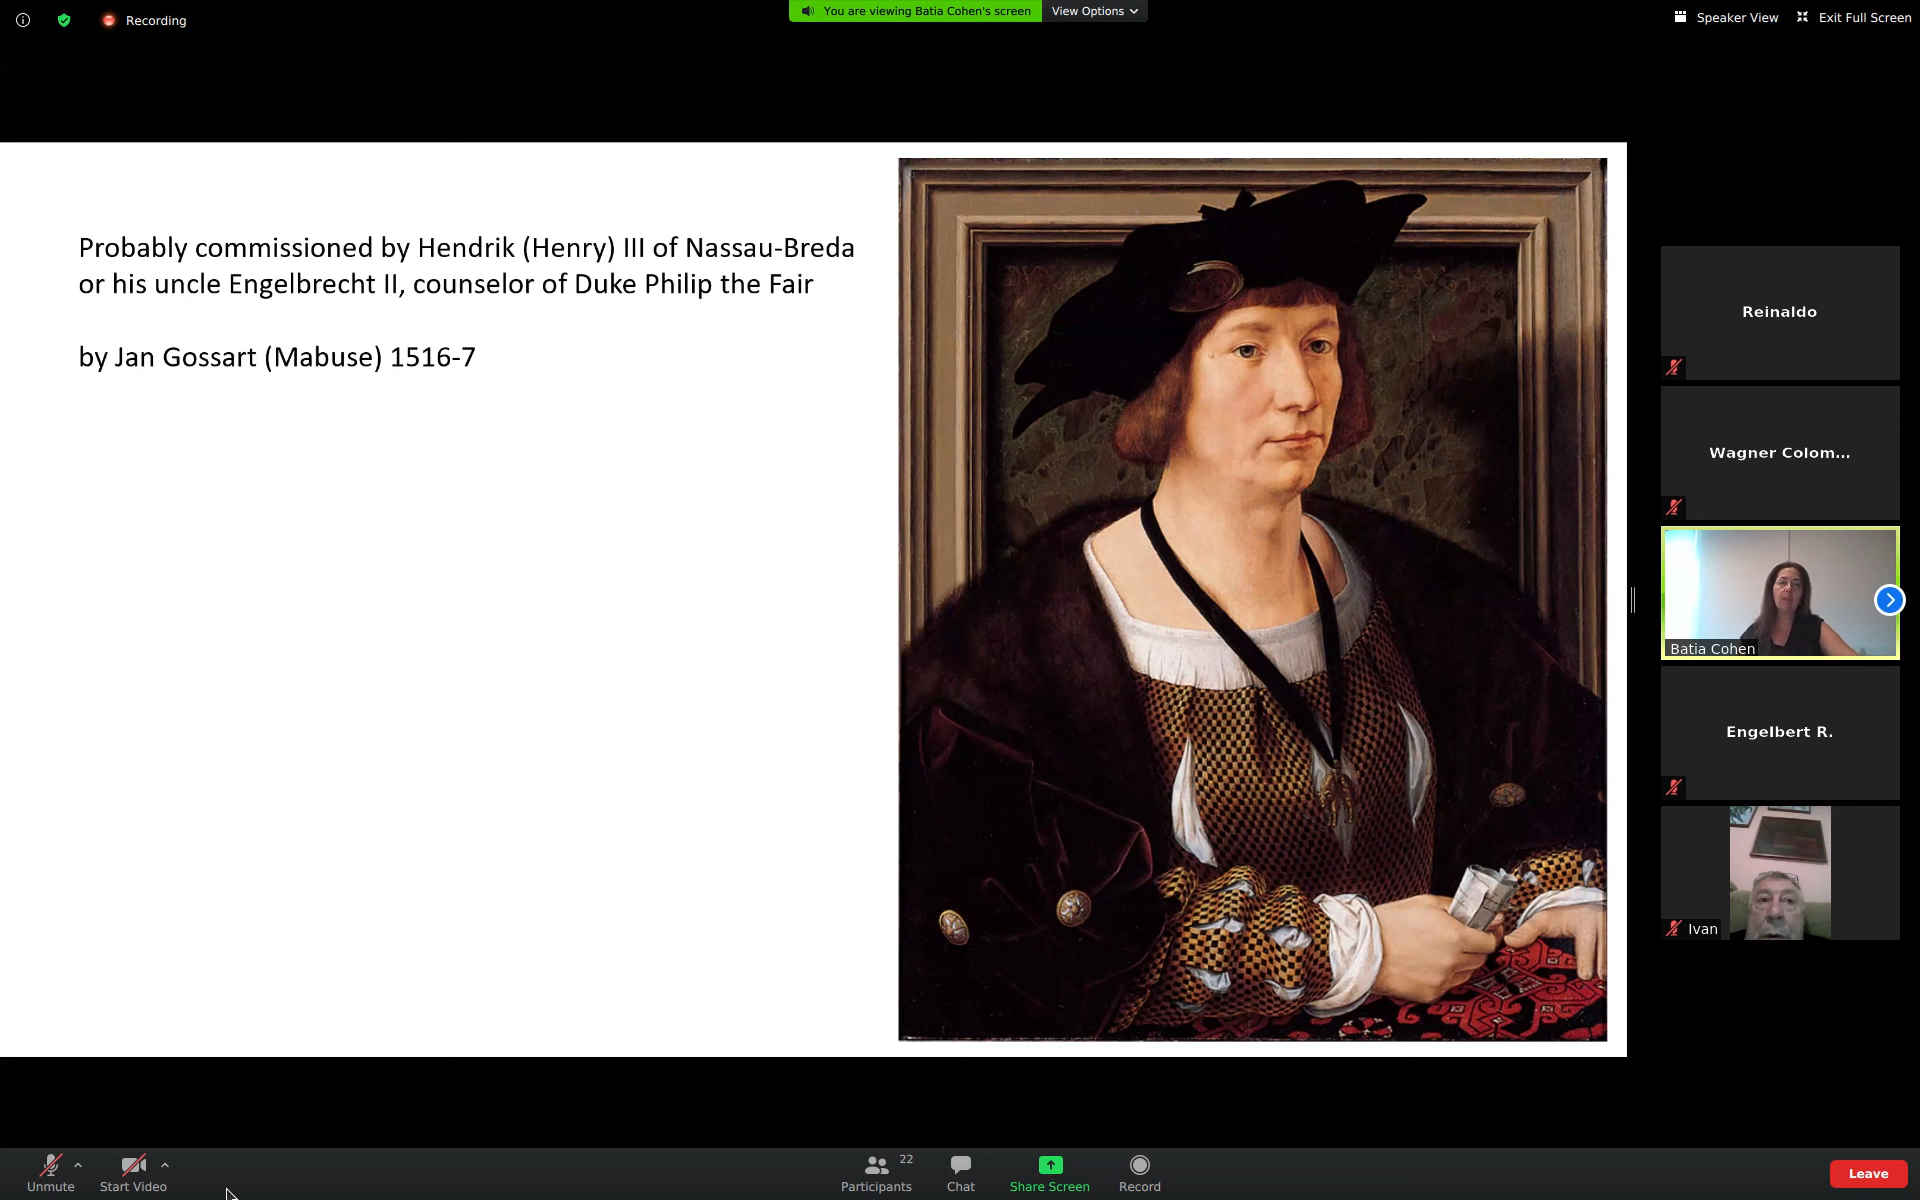 Recording
You are viewing Batia Cohen's screen
View Options
Speaker View
Exit Full Screen
Probably commissioned by Hendrik (Henry) III of Nassau-Breda
or his uncle Engelbrecht II, counselor of Duke Philip the Fair
by Jan Gossart (Mabuse) 1516-7
Reinaldo
Wagner Colom...
Batia Cohen
Engelbert R.
Ivan
Unmute
Start Video
Participants
22
Chat
Share Screen
Record
Leave